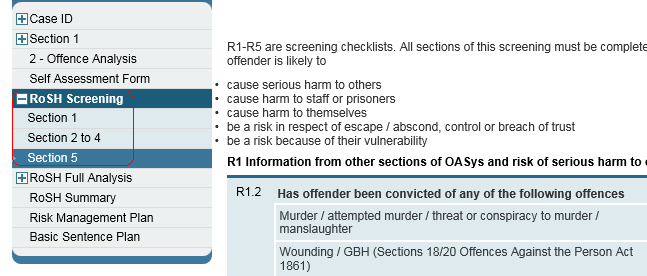 Case ID
Section 1
2 - Offence Analysis
Self Assessment Form
RoSH Screening
Section 1
Section 2 to 4
Section 5
RoSH Full Analysis
RoSH Summary
Risk Management Plan
Basic Sentence Plan
R1-R5 are screening checklists. All sections of this screening must be complete
offender is likely to
• cause serious harm to others
• cause harm to staff or prisoners
• cause harm to themselves
• be a risk in respect of escape / abscond, control or breach of trust
• be a risk because of their vulnerability
R1 Information from other sections of OASys and risk of serious harm to
R1.2 Has offender been convicted of any of the following offences
Murder / attempted murder / threat or conspiracy to murder /
manslaughter
Wounding / GBH (Sections 18/20 Offences Against the Person Act
1861)